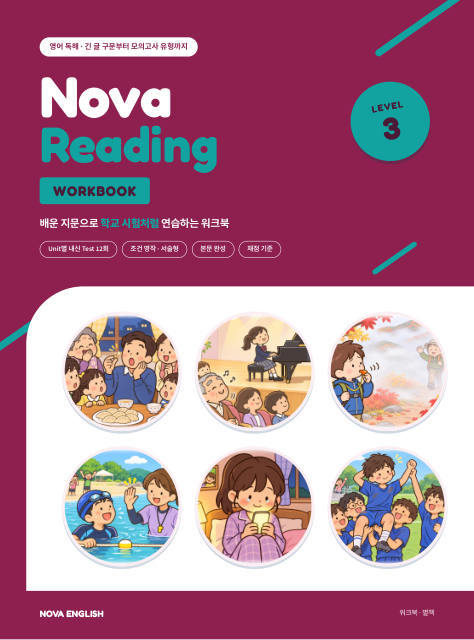 영어 독해 · 긴 글 구문부터 모의고사 유형까지
Nova
Reading
LEVEL
3
WORKBOOK
배운 지문으로 학교 시험처럼 연습하는 워크북
Unit별 내신 Test 12회
조건 영작 · 서술형
본문 완성
채점 기준
NOVA ENGLISH
워크북 · 별책